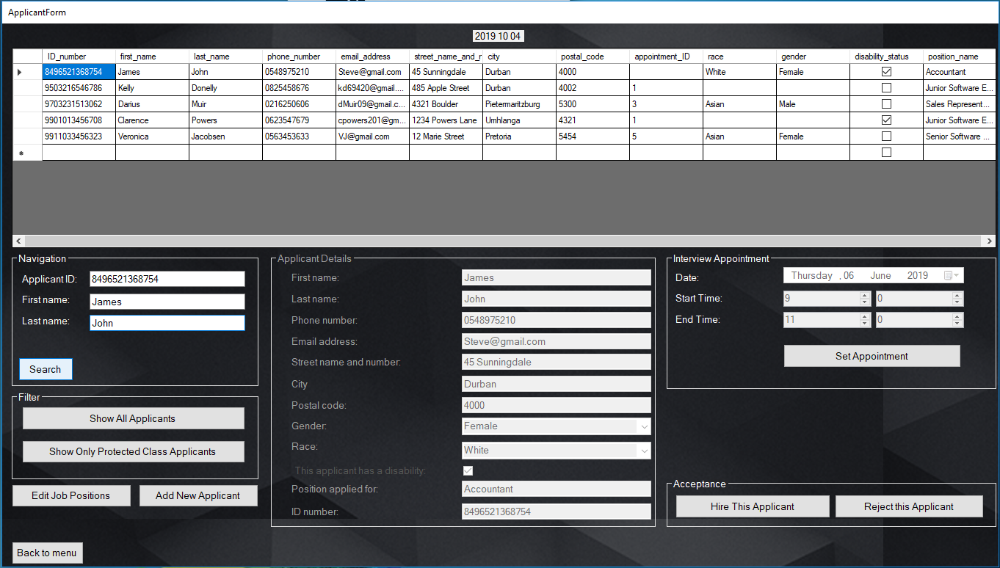 ApplicantForm
2019 10 04
ID_number first_name last_name phone_number email_address street_name_and_r city postal_code appointment_ID race gender disability_status position_name
8496521368754 James John 0548975210 Steve@gmail.com 45 Sunningdale Durban 4000 White Female Accountant
9503216546786 Kelly Donelly 0825458676 kd69420@gmail.... 485 Apple Street Durban 4002 1 Junior Software E...
9703231513062 Darius Muir 0216250606 dMuir09@gmail.c... 4321 Boulder Pietermaritzburg 5300 3 Asian Male Sales Represent...
9901013456708 Clarence Powers 0623547679 cpowers201@gm... 1234 Powers Lane Umhlanga 4321 1 Junior Software E...
9911033456323 Veronica Jacobsen 0563453633 VJ@gmail.com 12 Marie Street Pretoria 5454 5 Asian Female Senior Software ...
Navigation
Applicant ID: 8496521368754
First name: James
Last name: John
Search
Filter
Show All Applicants
Show Only Protected Class Applicants
Edit Job Positions Add New Applicant
Back to menu
Applicant Details
First name: James
Last name: John
Phone number: 0548975210
Email address: Steve@gmail.com
Street name and number: 45 Sunningdale
City Durban
Postal code: 4000
Gender: Female
Race: White
This applicant has a disability:
Position applied for: Accountant
ID number: 8496521368754
Interview Appointment
Date: Thursday , 06 June 2019
Start Time: 9 0
End Time: 11 0
Set Appointment
Acceptance
Hire This Applicant Reject this Applicant